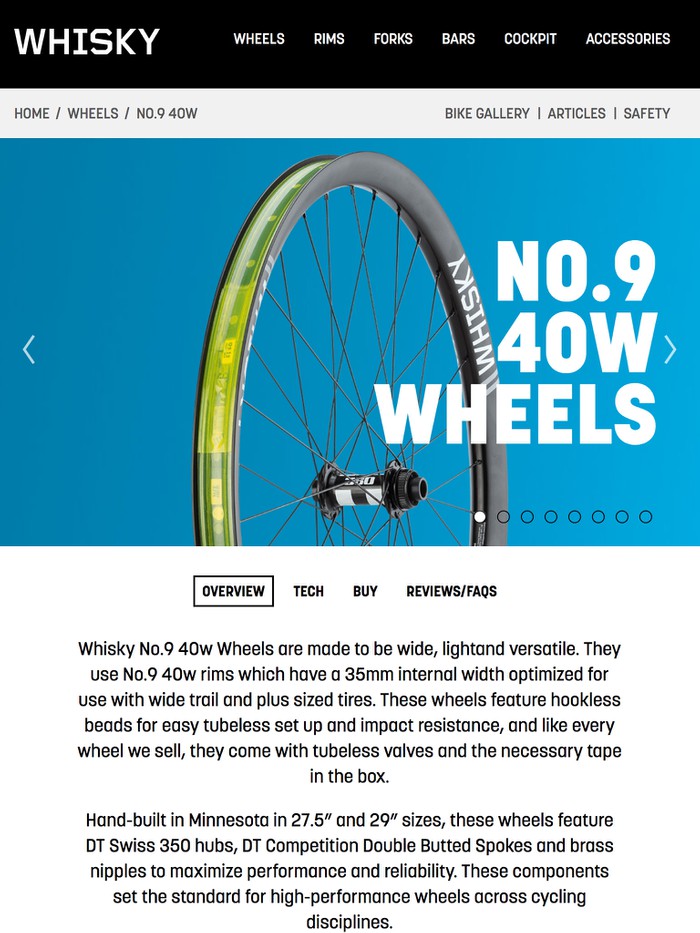 WHISKY
WHEELS RIMS FORKS BARS COCKPIT ACCESSORIES
HOME / WHEELS / NO.9 40W
BIKE GALLERY | ARTICLES | SAFETY
WHISKY
NO.9
40W
WHEELS
350
OVERVIEW TECH BUY REVIEWS/FAQS
Whisky No.9 40w Wheels are made to be wide, lightand versatile. They
use No.9 40w rims which have a 35mm internal width optimized for
use with wide trail and plus sized tires. These wheels feature hookless
beads for easy tubeless set up and impact resistance, and like every
wheel we sell, they come with tubeless valves and the necessary tape
in the box.
Hand-built in Minnesota in 27.5” and 29” sizes, these wheels feature
DT Swiss 350 hubs, DT Competition Double Butted Spokes and brass
nipples to maximize performance and reliability. These components
set the standard for high-performance wheels across cycling
disciplines.